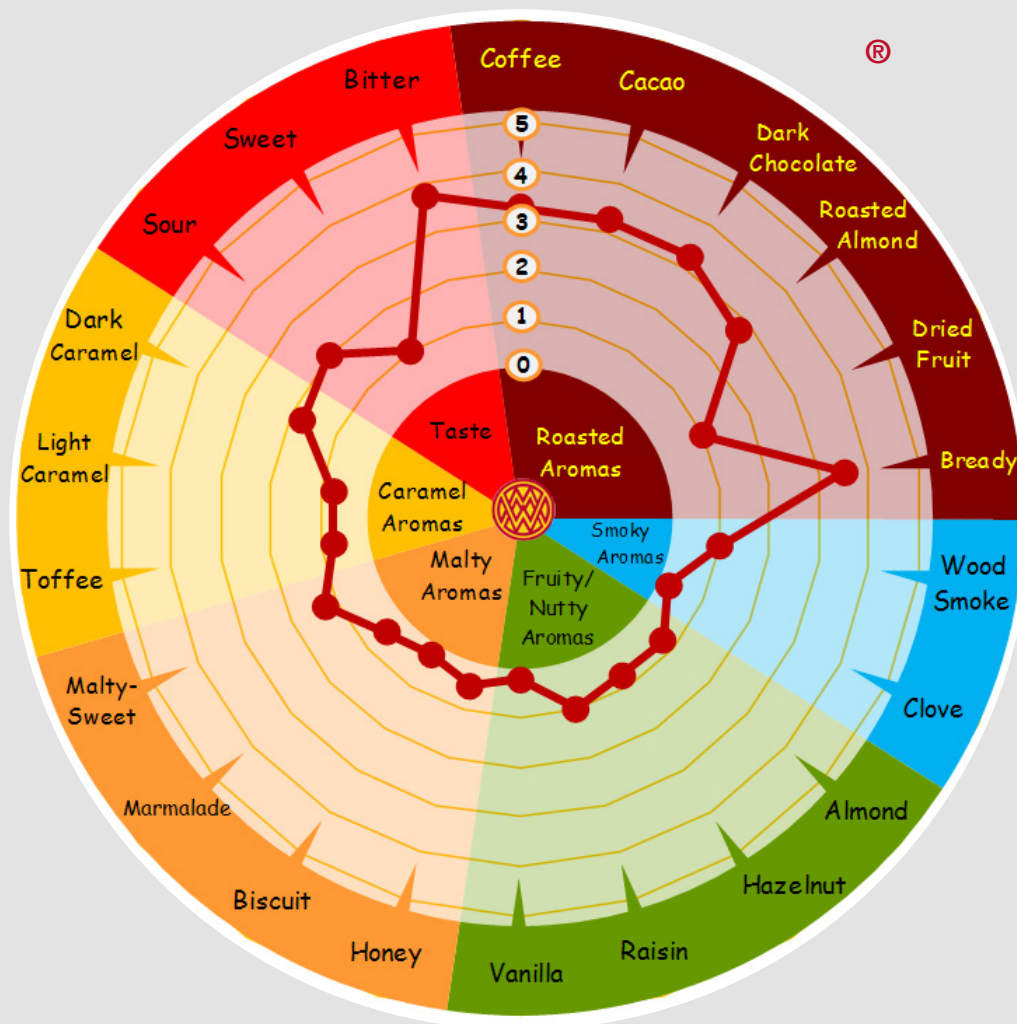 ®
Coffee
Cacao
Dark
Chocolate
Roasted
Almond
Dried
Fruit
Bready
Wood
Smoke
Clove
Almond
Hazelnut
Raisin
Vanilla
Honey
Biscuit
Marmalade
Malty-
Sweet
Toffee
Light
Caramel
Dark
Caramel
Sour
Sweet
Bitter
5
4
3
2
1
0
Taste
Roasted
Aromas
Caramel
Aromas
Smoky
Aromas
Malty
Aromas
Fruity/
Nutty
Aromas